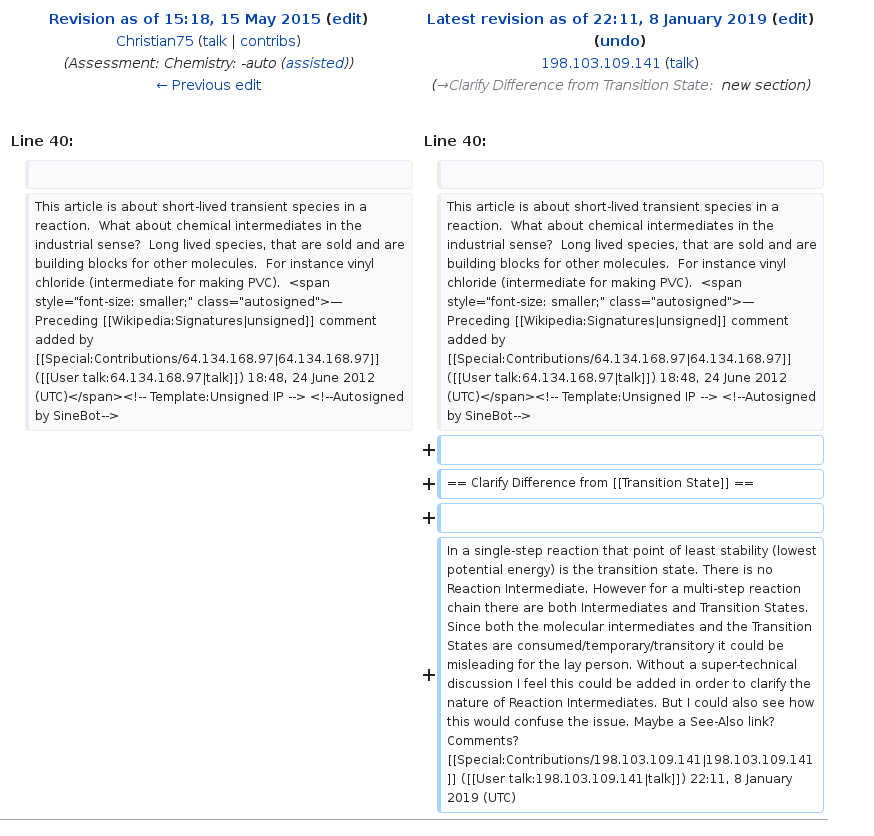 Revision as of 15:18, 15 May 2015 (edit)
Christian75 (talk | contribs)
(Assessment: Chemistry: -auto (assisted))
← Previous edit
Latest revision as of 22:11, 8 January 2019 (edit)
(undo)
198.103.109.141 (talk)
(→Clarify Difference from Transition State: new section)
Line 40:
Line 40:
This article is about short-lived transient species in a
reaction.  What about chemical intermediates in the
industrial sense?  Long lived species, that are sold and are
building blocks for other molecules.  For instance vinyl
chloride (intermediate for making PVC).  <span
style="font-size: smaller;" class="autosigned">—
Preceding [[Wikipedia:Signatures|unsigned]] comment
added by
[[Special:Contributions/64.134.168.97|64.134.168.97]]
([[User talk:64.134.168.97|talk]]) 18:48, 24 June 2012
(UTC)</span><!-- Template:Unsigned IP --> <!--Autosigned
by SineBot-->
This article is about short-lived transient species in a
reaction.  What about chemical intermediates in the
industrial sense?  Long lived species, that are sold and are
building blocks for other molecules.  For instance vinyl
chloride (intermediate for making PVC).  <span
style="font-size: smaller;" class="autosigned">—
Preceding [[Wikipedia:Signatures|unsigned]] comment
added by
[[Special:Contributions/64.134.168.97|64.134.168.97]]
([[User talk:64.134.168.97|talk]]) 18:48, 24 June 2012
(UTC)</span><!-- Template:Unsigned IP --> <!--Autosigned
by SineBot-->
+
+ == Clarify Difference from [[Transition State]] ==
+
+ In a single-step reaction that point of least stability (lowest
potential energy) is the transition state. There is no
Reaction Intermediate. However for a multi-step reaction
chain there are both Intermediates and Transition States.
Since both the molecular intermediates and the Transition
States are consumed/temporary/transitory it could be
misleading for the lay person. Without a super-technical
discussion I feel this could be added in order to clarify the
nature of Reaction Intermediates. But I could also see how
this would confuse the issue. Maybe a See-Also link?
Comments?
[[Special:Contributions/198.103.109.141|198.103.109.141
]] ([[User talk:198.103.109.141|talk]]) 22:11, 8 January
2019 (UTC)